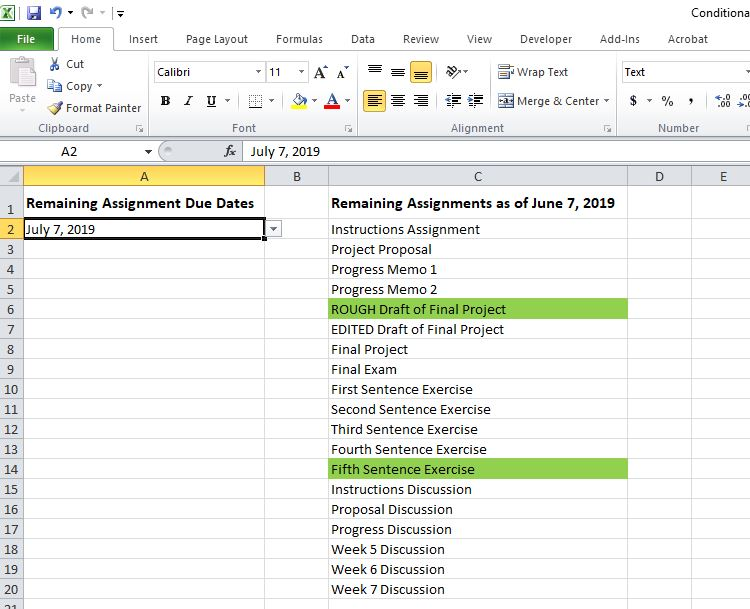 Conditiona
File Home Insert Page Layout Formulas Data Review View Developer Add-Ins Acrobat
Paste
Cut
Copy
Format Painter
Clipboard
Calibri 11 A A
B I U A
Font
Wrap Text
Merge & Center
Alignment
Text
$ % , .00
Number
A2 fx July 7, 2019
A B C D E
1 Remaining Assignment Due Dates Remaining Assignments as of June 7, 2019
2 July 7, 2019 Instructions Assignment
3 Project Proposal
4 Progress Memo 1
5 Progress Memo 2
6 ROUGH Draft of Final Project
7 EDITED Draft of Final Project
8 Final Project
9 Final Exam
10 First Sentence Exercise
11 Second Sentence Exercise
12 Third Sentence Exercise
13 Fourth Sentence Exercise
14 Fifth Sentence Exercise
15 Instructions Discussion
16 Proposal Discussion
17 Progress Discussion
18 Week 5 Discussion
19 Week 6 Discussion
20 Week 7 Discussion